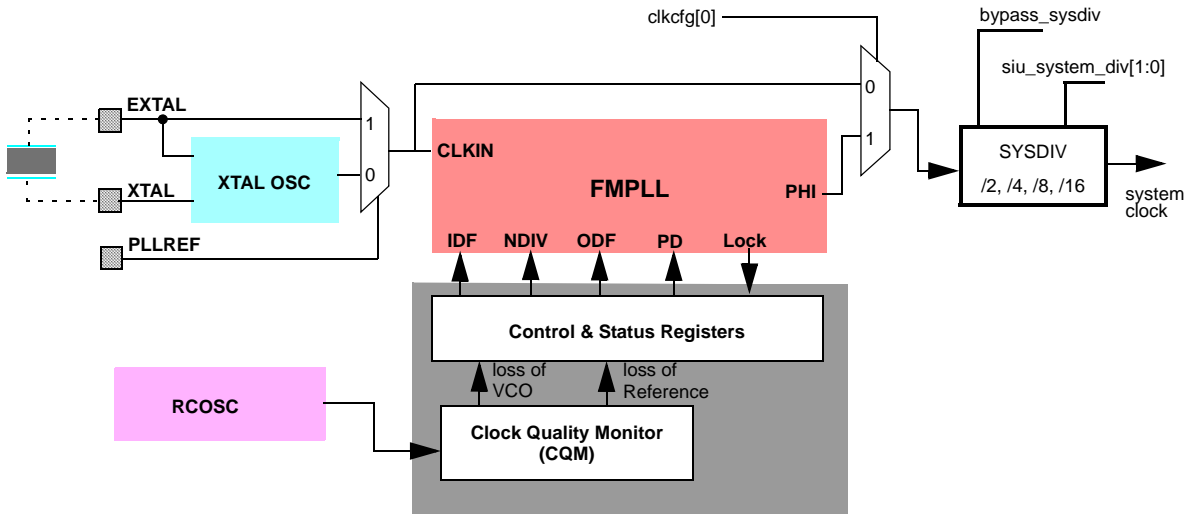 clkcfg[0]
bypass_sysdiv
siu_system_div[1:0]
EXTAL
1
0
XTAL OSC
XTAL
PLLREF
CLKIN
FMPLL
PHI
IDF NDIV ODF PD Lock
0
1
SYSDIV
/2, /4, /8, /16
system
clock
Control & Status Registers
loss of
VCO
loss of
Reference
RCOSC
Clock Quality Monitor
(CQM)